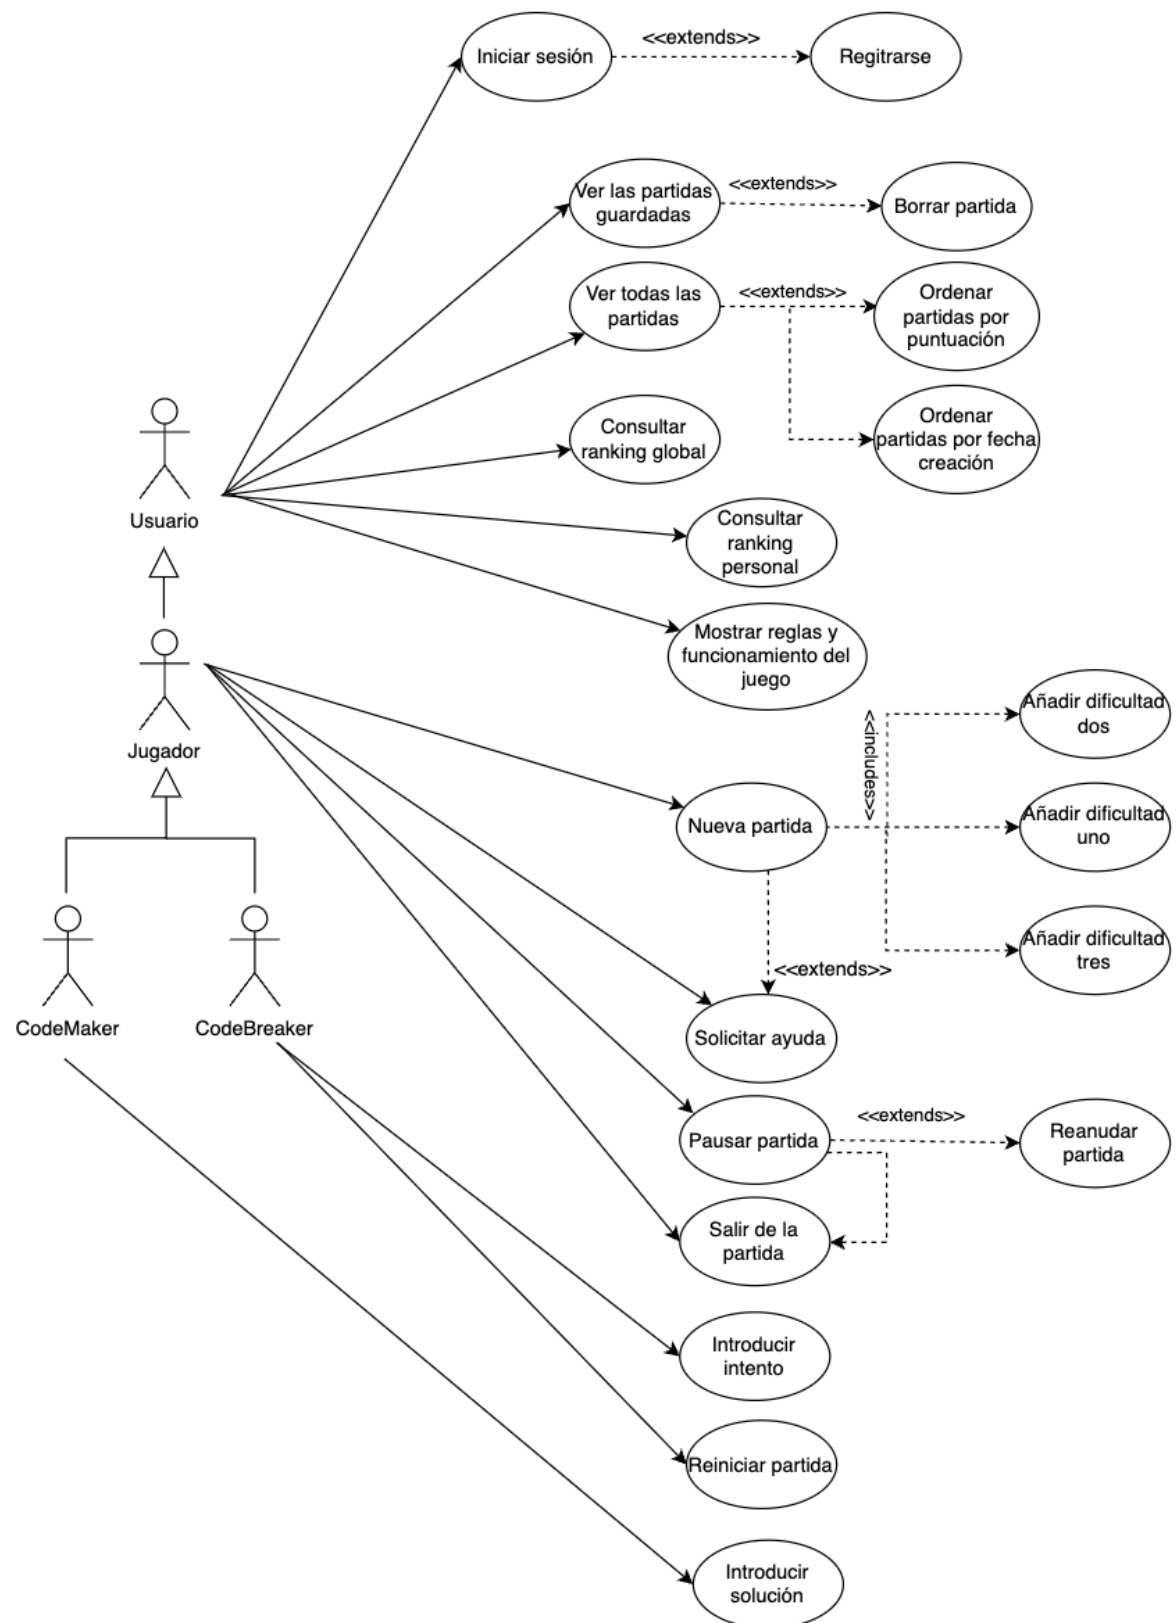 Iniciar sesión
<<extends>>
Regitrarse
Ver las partidas
guardadas
<<extends>>
Borrar partida
Ver todas las
partidas
<<extends>>
Ordenar
partidas por
puntuación
Ordenar
partidas por fecha
creación
Consultar
ranking global
Usuario
Consultar
ranking
personal
Mostrar reglas y
funcionamiento del
juego
Jugador
<<includes>>
Añadir dificultad
dos
Nueva partida
Añadir dificultad
uno
Añadir dificultad
tres
<<extends>>
CodeMaker
CodeBreaker
Solicitar ayuda
Pausar partida
<<extends>>
Reanudar
partida
Salir de la
partida
Introducir
intento
Reiniciar partida
Introducir
solución